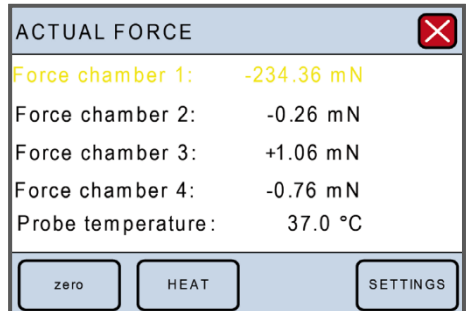 ACTUAL FORCE
Force chamber 1: -234.36 mN
Force chamber 2: -0.26 mN
Force chamber 3: +1.06 mN
Force chamber 4: -0.76 mN
Probe temperature: 37.0 °C
zero HEAT SETTINGS